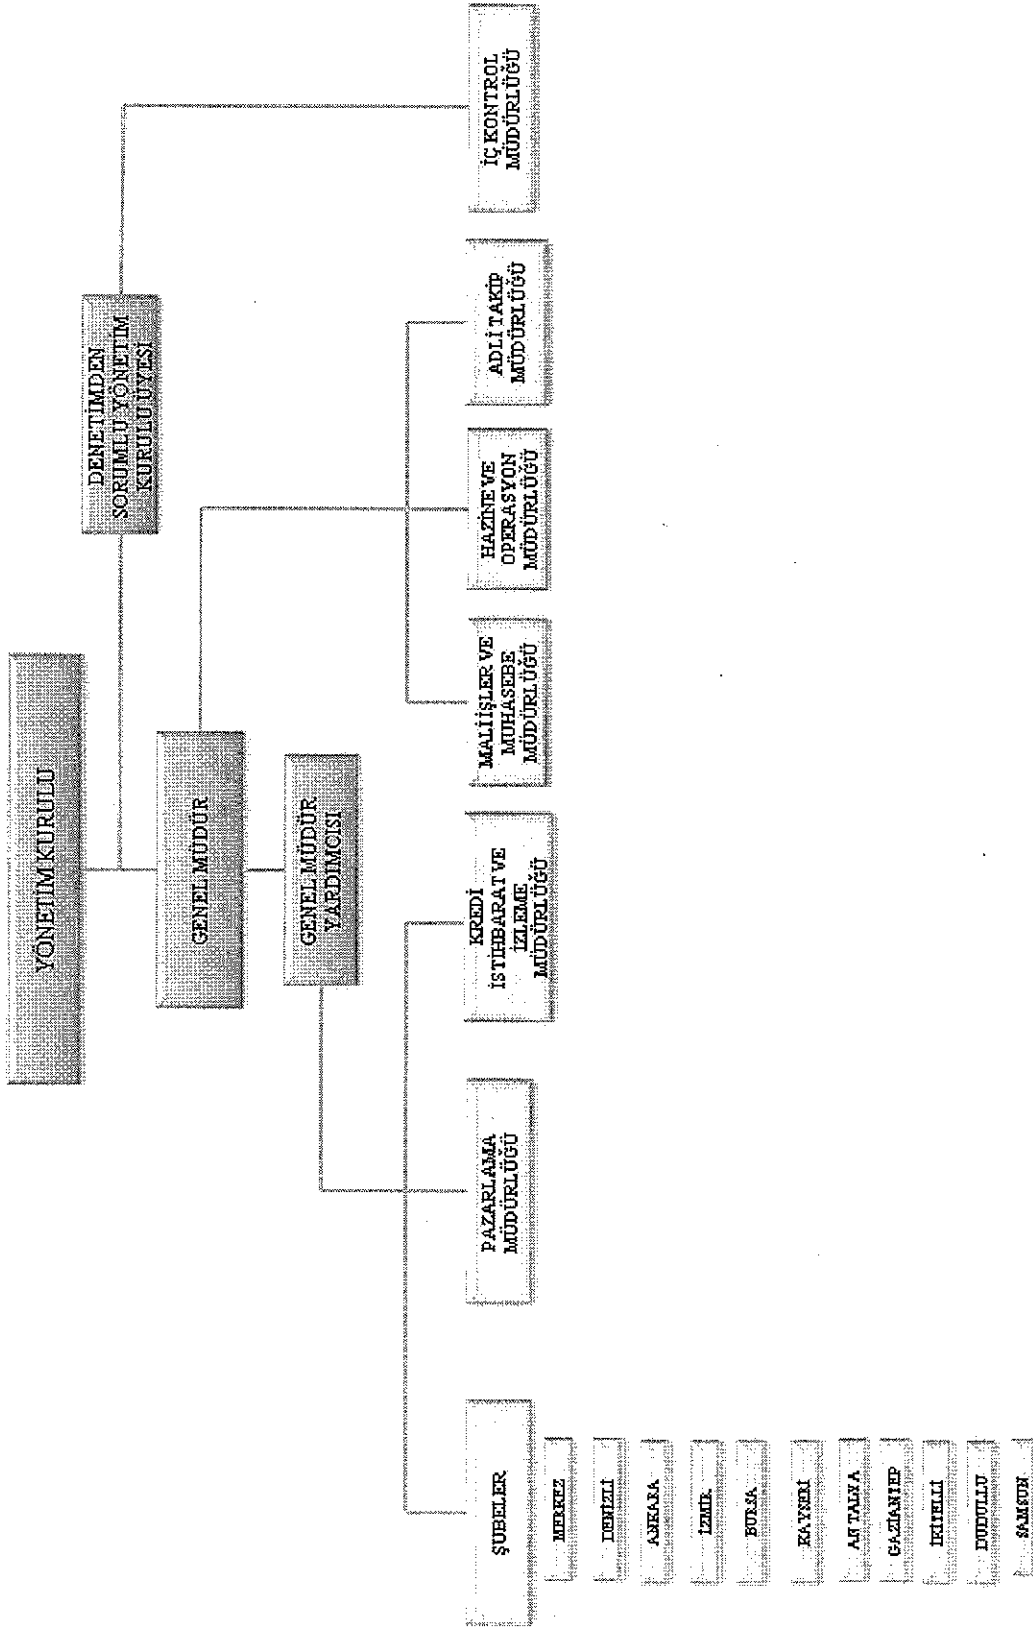 YÖNETİM KURULU
DENETİMDEN
SORUMLU YÖNETİM
KURULU ÜYESİ
GENEL MÜDÜR
GENEL MÜDÜR
YARDIMCISI
ŞUBELER
PAZARLAMA
MÜDÜRLÜĞÜ
KREDİ
İSTİHBARAT VE
İZLEME
MÜDÜRLÜĞÜ
MALİ İŞLER VE
MUHASEBE
MÜDÜRLÜĞÜ
HAZİNE VE
OPERASYON
MÜDÜRLÜĞÜ
ADLİ TAKİP
MÜDÜRLÜĞÜ
İÇ KONTROL
MÜDÜRLÜĞÜ
MERKEZ
DENİZLİ
ANKARA
İZMİR
BURSA
KAYSERİ
ANTALYA
GAZİANTEP
İKİTELLİ
DUDULLU
SAMSUN